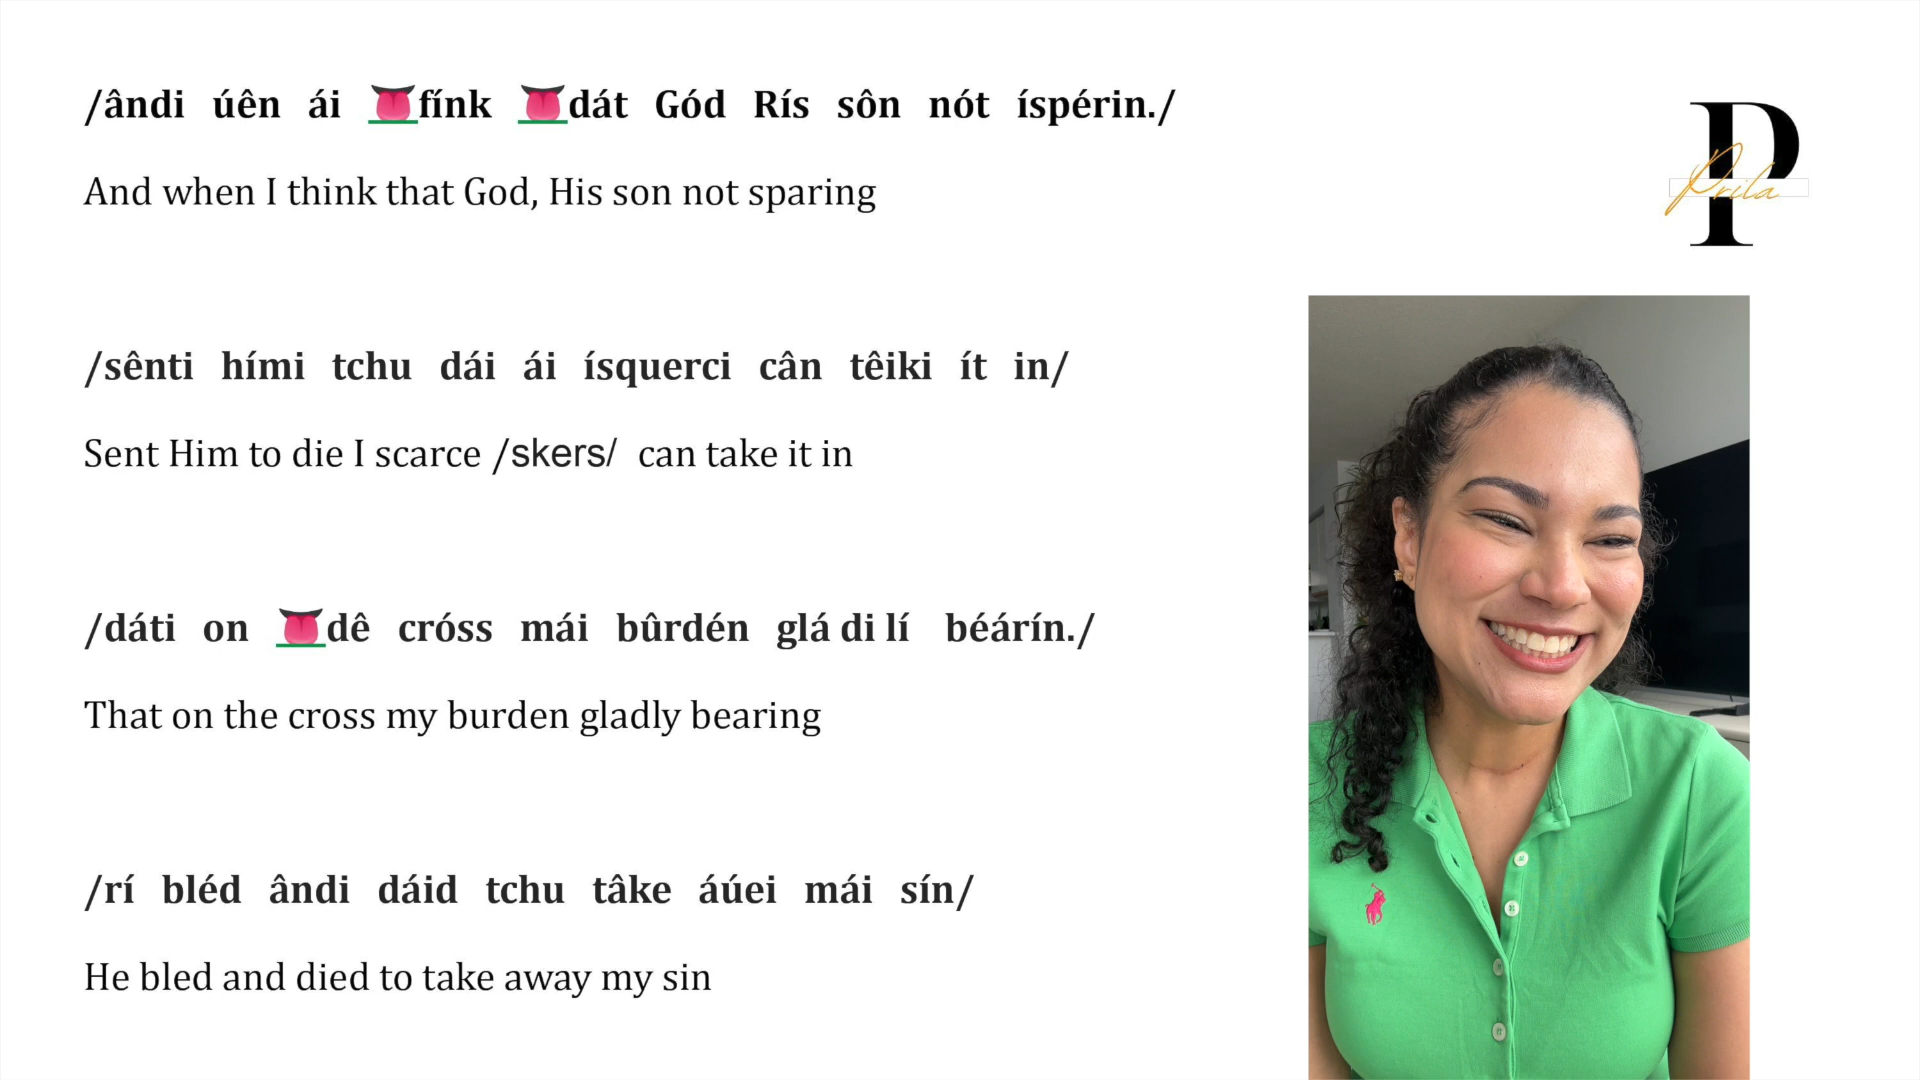 /ândi úên ái 👅fínk 👅dát Gód Rís sôn nót íspérin./
And when I think that God, His son not sparing
/sênti hími tchu dái ái ísquerci cân têiki ít in/
Sent Him to die I scarce /skers/ can take it in
/dáti on 👅dê cróss mái bûrdén glá di lí béárín./
That on the cross my burden gladly bearing
/rí bléd ândi dáid tchu tâke áúei mái sín/
He bled and died to take away my sin
P
Prila